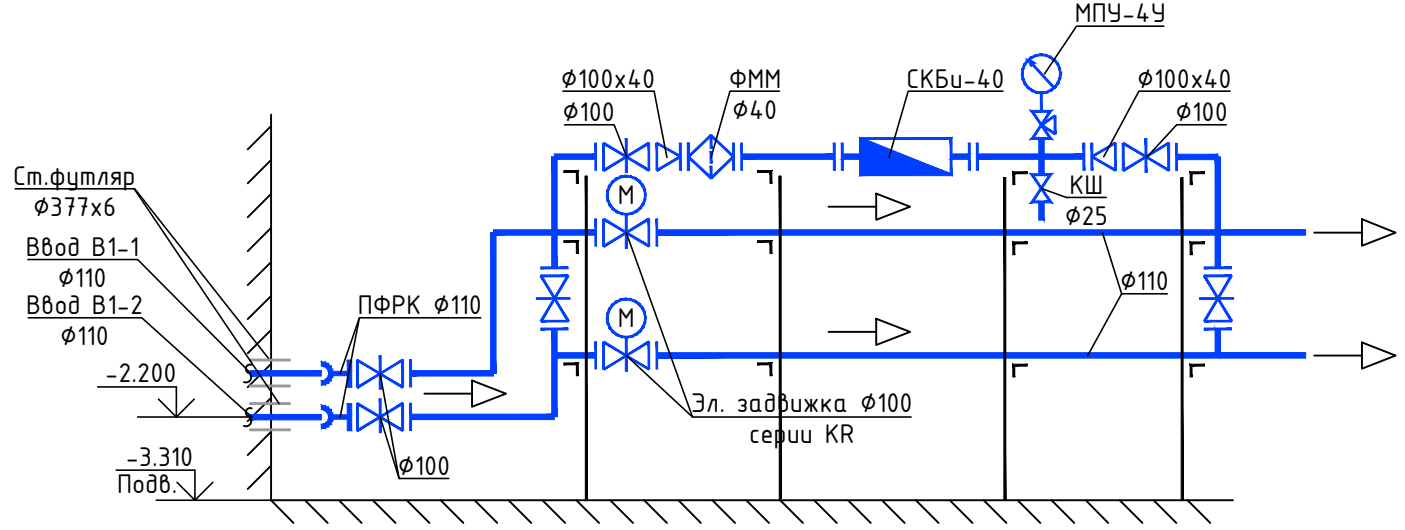 МПУ-4У
Ф100х40
Ф100
ФММ
Ф40
СКБи-40
Ф100х40
Ф100
Ст.футляр
Ф377х6
М
КШ
Ф25
Ввод В1-1
Ф110
Ввод В1-2
Ф110
ПФРК Ф110
М
Ф110
-2.200
Эл. задвижка Ф100
серии KR
-3.310
Подв.
Ф100